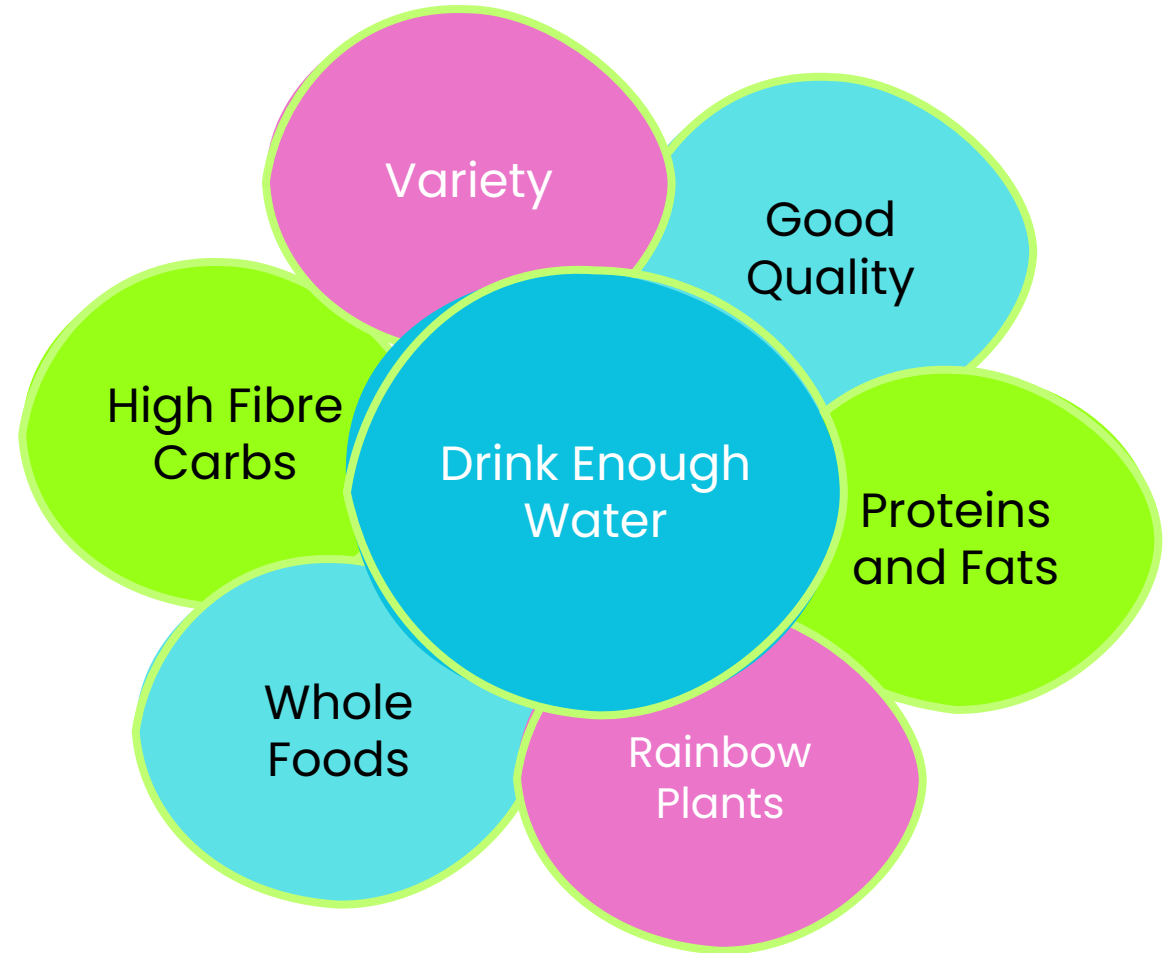 Variety
Good
Quality
High Fibre
Carbs
Drink Enough
Water
Proteins
and Fats
Whole
Foods
Rainbow
Plants